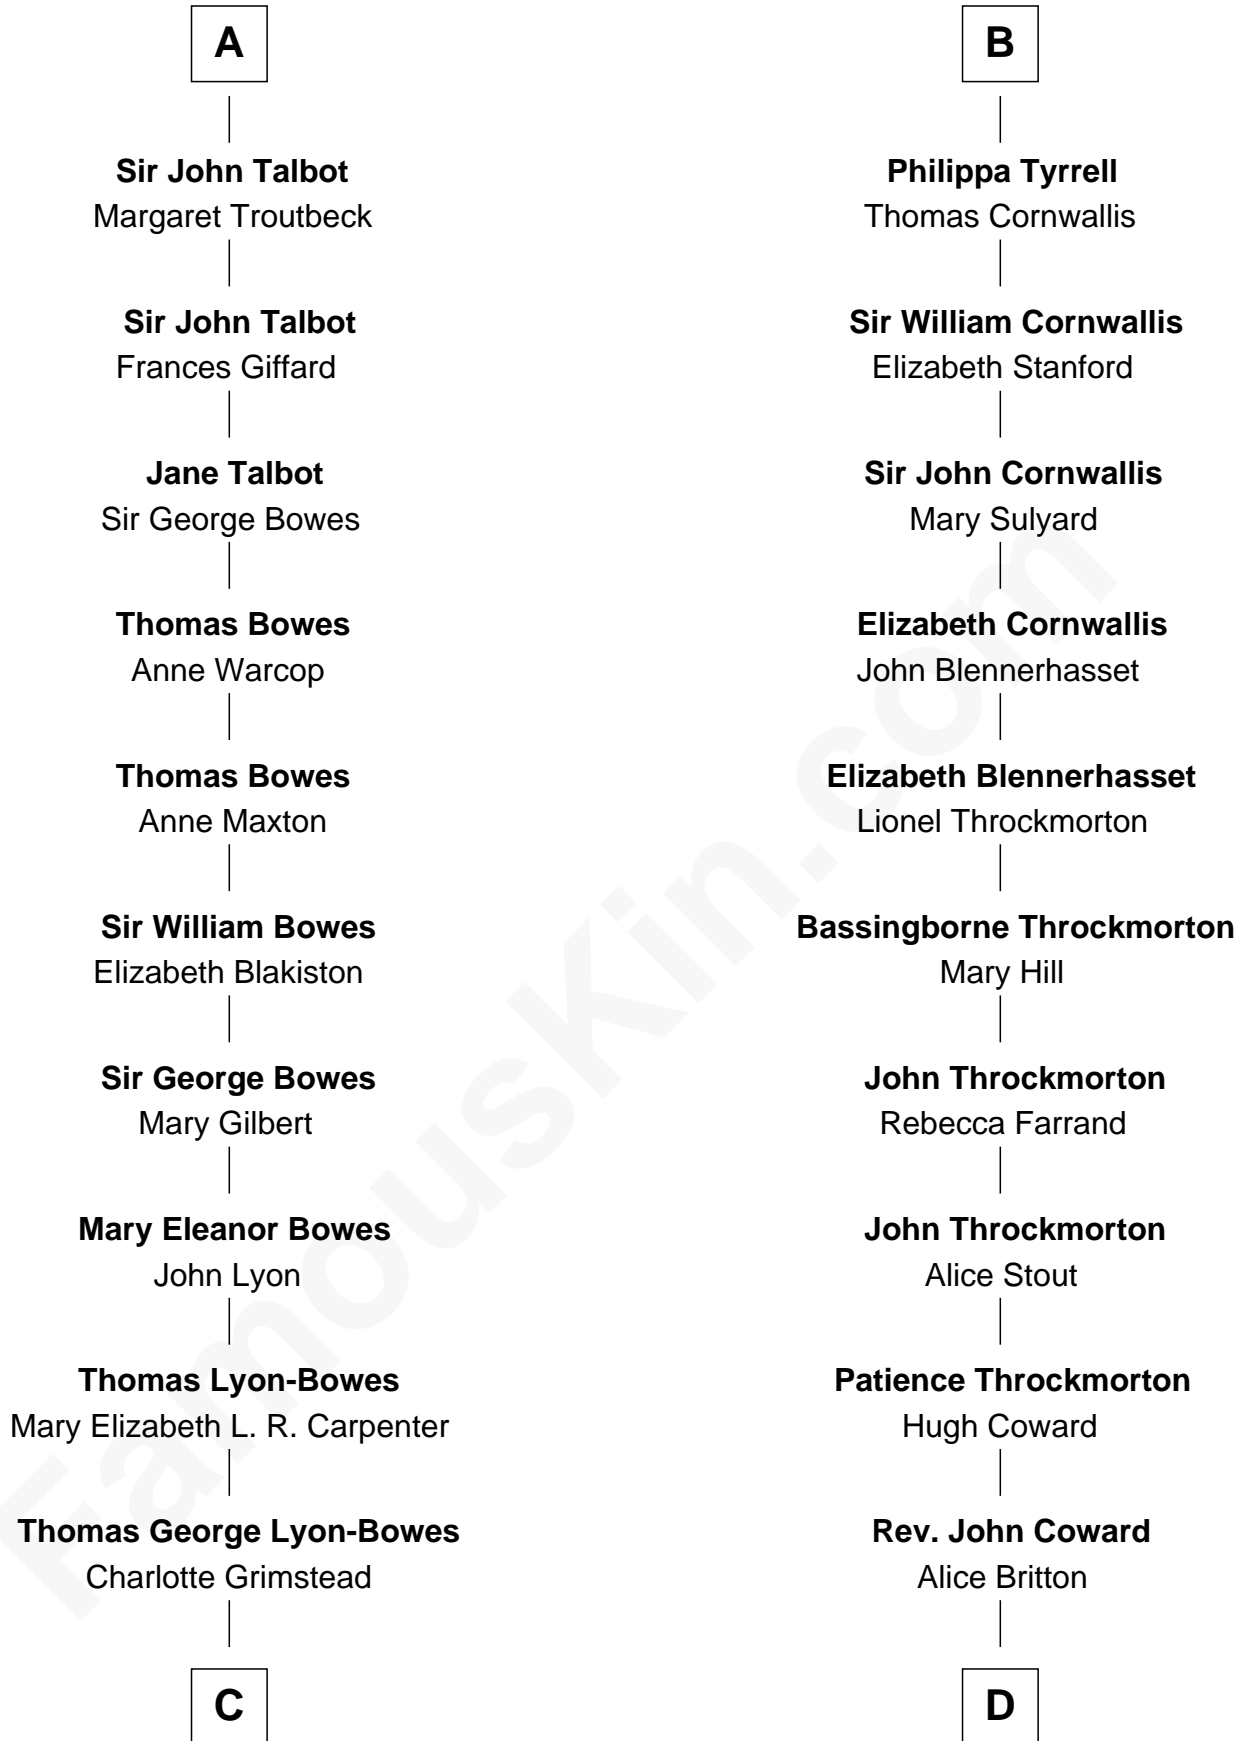 A
Sir John Talbot
Margaret Troutbeck
Sir John Talbot
Frances Giffard
Jane Talbot
Sir George Bowes
Thomas Bowes
Anne Warcop
Thomas Bowes
Anne Maxton
Sir William Bowes
Elizabeth Blakiston
Sir George Bowes
Mary Gilbert
Mary Eleanor Bowes
John Lyon
Thomas Lyon-Bowes
Mary Elizabeth L. R. Carpenter
Thomas George Lyon-Bowes
Charlotte Grimstead
C
B
Philippa Tyrrell
Thomas Cornwallis
Sir William Cornwallis
Elizabeth Stanford
Sir John Cornwallis
Mary Sulyard
Elizabeth Cornwallis
John Blennerhasset
Elizabeth Blennerhasset
Lionel Throckmorton
Bassingborne Throckmorton
Mary Hill
John Throckmorton
Rebecca Farrand
John Throckmorton
Alice Stout
Patience Throckmorton
Hugh Coward
Rev. John Coward
Alice Britton
D
FamousKin.com